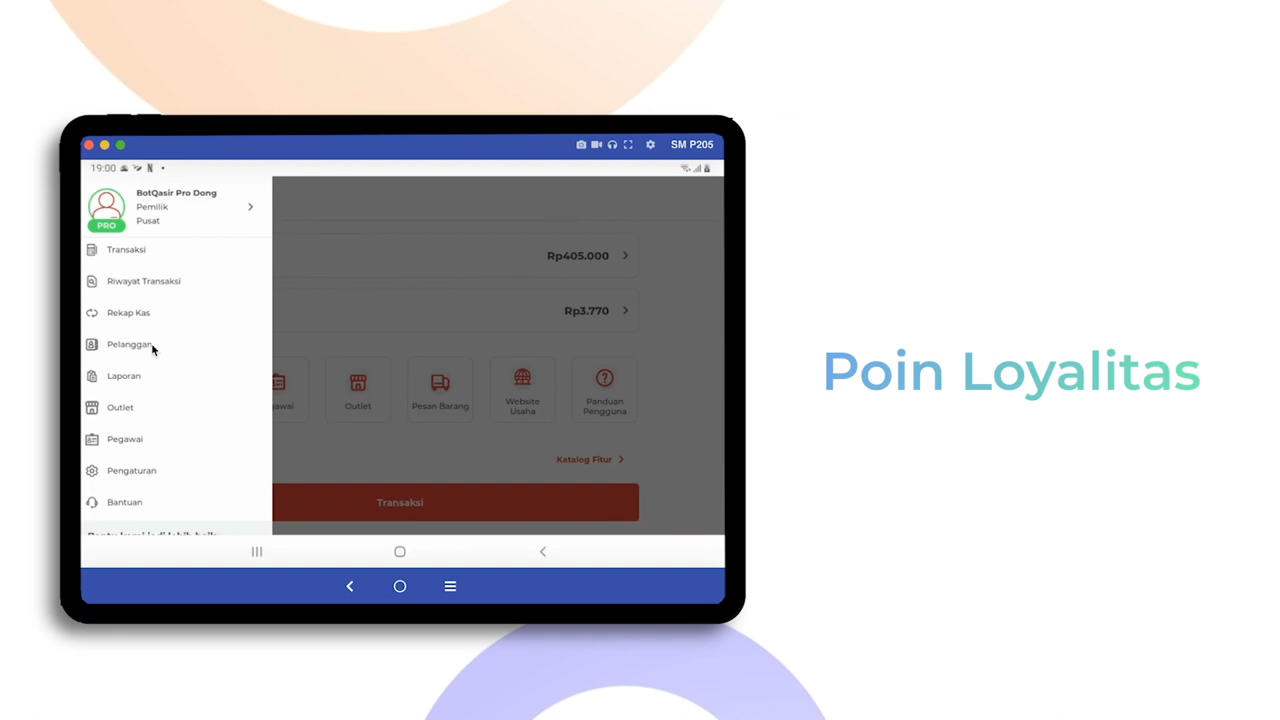 SM P205
19:00
BotQasir Pro Dong
Pemilik
Pusat
PRO
Transaksi
Riwayat Transaksi
Rekap Kas
Pelanggan
Laporan
Outlet
Pegawai
Pengaturan
Bantuan
Rp405.000
Rp3.770
Outlet
Pesan Barang
Website
Usaha
Panduan
Pengguna
Katalog Fitur
Transaksi
Poin Loyalitas